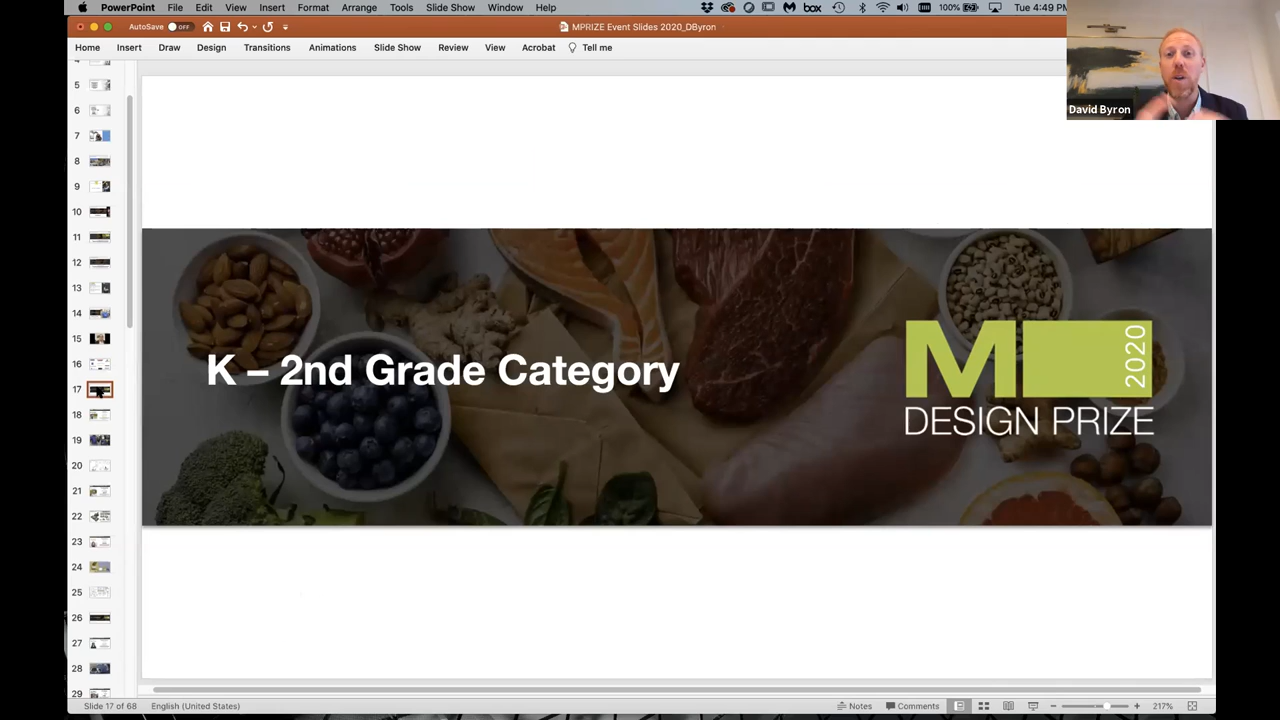 PowerPoint File Edit View Insert Format Arrange Tools Slide Show Window Help
box 100% Tue 4:49 PM
AutoSave OFF
MPRIZE Event Slides 2020_DByron
Home Insert Draw Design Transitions Animations Slide Show Review View Acrobat Tell me
David Byron
4
5
6
7
8
9
10
11
12
13
14
15
16
17
18
19
20
21
22
23
24
25
26
27
28
29
K – 2nd Grade Category
M 2020
DESIGN PRIZE
Slide 17 of 68 English (United States) Notes Comments 217%